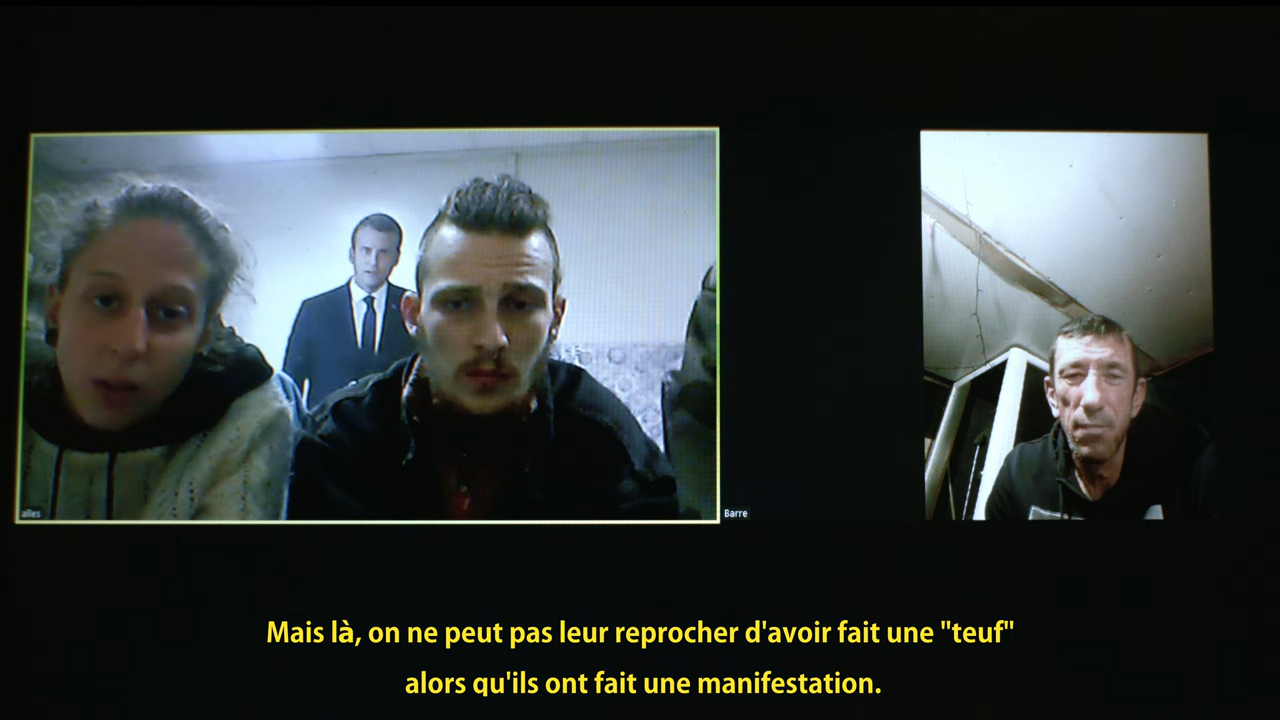 alles
Barre
Mais là, on ne peut pas leur reprocher d'avoir fait une "teuf"
alors qu'ils ont fait une manifestation.